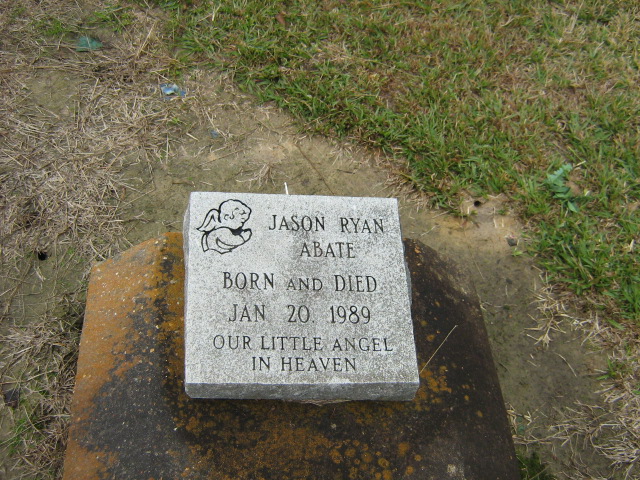 JASON RYAN
ABATE
BORN AND DIED
JAN 20 1989
OUR LITTLE ANGEL
IN HEAVEN